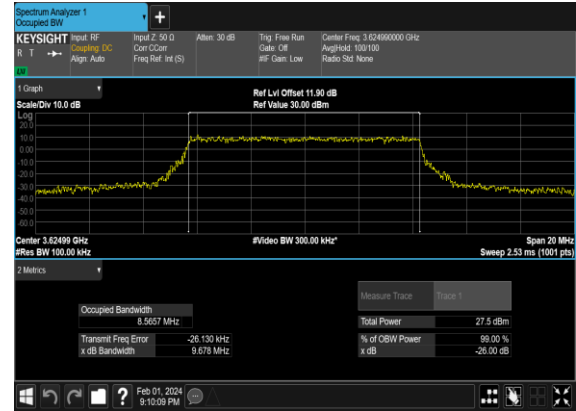 Spectrum Analyzer 1
Occupied BW
+
KEYSIGHT Input: RF Input Z: 50 Ω Atten: 30 dB Trig: Free Run Center Freq: 3.624990000 GHz
R T Coupling: DC Corr CCorr Gate: Off Avg|Hold: 100/100
Align: Auto Freq Ref: Int (S) #IF Gain: Low Radio Std: None
LV
1 Graph
Ref Lvl Offset 11.90 dB
Scale/Div 10.0 dB Ref Value 30.00 dBm
Log
20.0
10.0
0.00
-10.0
-20.0
-30.0
-40.0
-50.0
-60.0
Center 3.62499 GHz #Video BW 300.00 kHz* Span 20 MHz
#Res BW 100.00 kHz Sweep 2.53 ms (1001 pts)
2 Metrics
Measure Trace Trace 1
Occupied Bandwidth
8.5657 MHz Total Power 27.5 dBm
Transmit Freq Error -26.130 kHz % of OBW Power 99.00 %
x dB Bandwidth 9.678 MHz x dB -26.00 dB
? Feb 01, 2024
9:10:09 PM